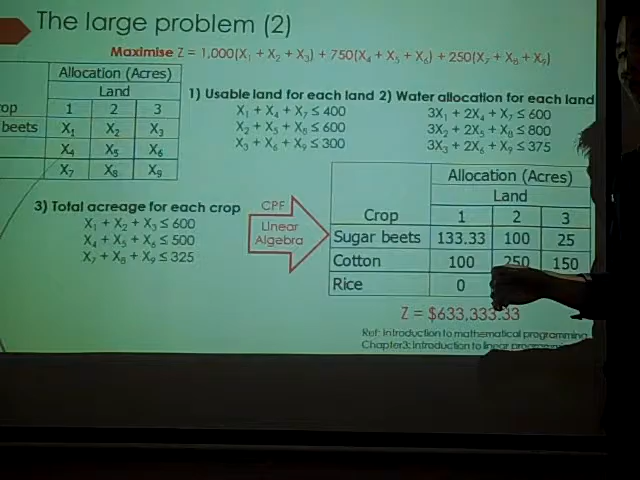 The large problem (2)
Maximise Z = 1,000(X₁ + X₂ + X₃) + 750(X₄ + X₅ + X₆) + 250(X₇ + X₈ + X₉)
Allocation (Acres)
Land
op 1 2 3
beets X₁ X₂ X₃
X₄ X₅ X₆
X₇ X₈ X₉
1) Usable land for each land
X₁ + X₄ + X₇ ≤ 400
X₂ + X₅ + X₈ ≤ 600
X₃ + X₆ + X₉ ≤ 300
2) Water allocation for each land
3X₁ + 2X₄ + X₇ ≤ 600
3X₂ + 2X₅ + X₈ ≤ 800
3X₃ + 2X₆ + X₉ ≤ 375
3) Total acreage for each crop
X₁ + X₂ + X₃ ≤ 600
X₄ + X₅ + X₆ ≤ 500
X₇ + X₈ + X₉ ≤ 325
CPF
Linear
Algebra
Allocation (Acres)
Land
Crop 1 2 3
Sugar beets 133.33 100 25
Cotton 100 250 150
Rice 0
Z = $633,333.33
Ref: Introduction to mathematical programming
Chapter3: Introduction to linear